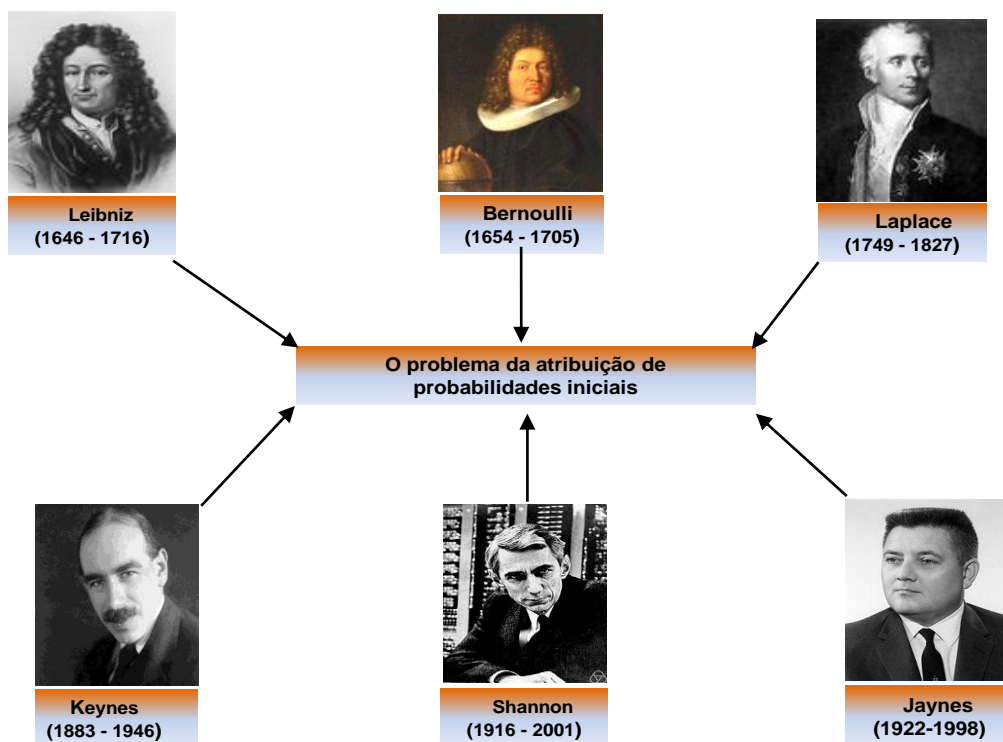 Leibniz
(1646 - 1716)
Bernoulli
(1654 - 1705)
Laplace
(1749 - 1827)
O problema da atribuição de
probabilidades iniciais
Keynes
(1883 - 1946)
Shannon
(1916 - 2001)
Jaynes
(1922-1998)